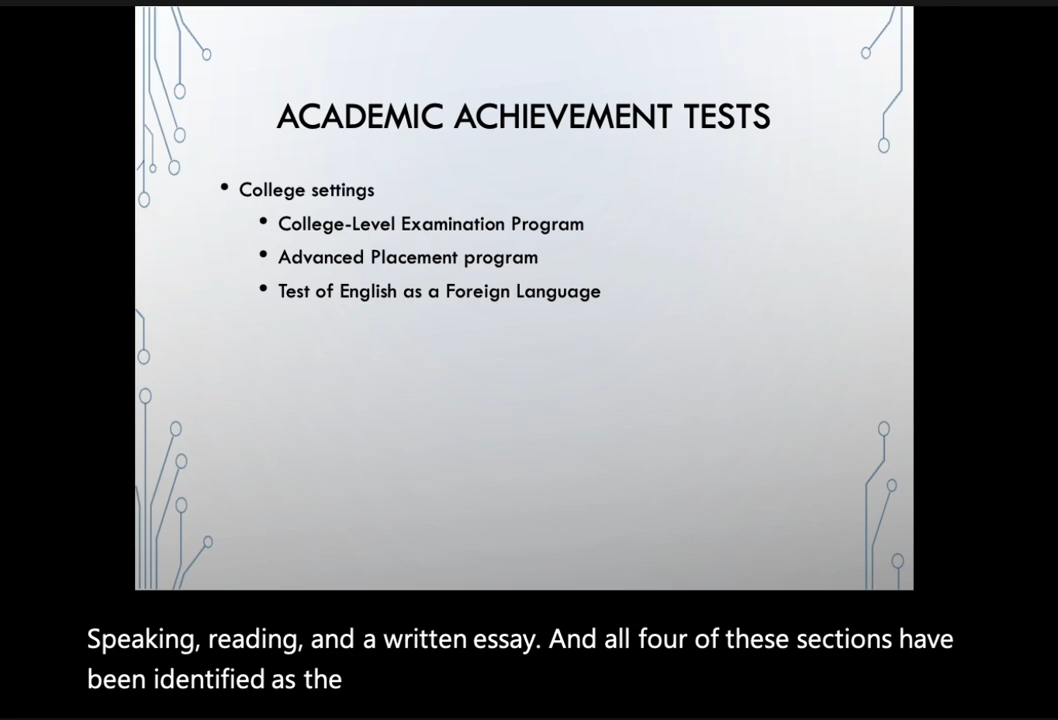 ACADEMIC ACHIEVEMENT TESTS
• College settings
• College-Level Examination Program
• Advanced Placement program
• Test of English as a Foreign Language
Speaking, reading, and a written essay. And all four of these sections have
been identified as the